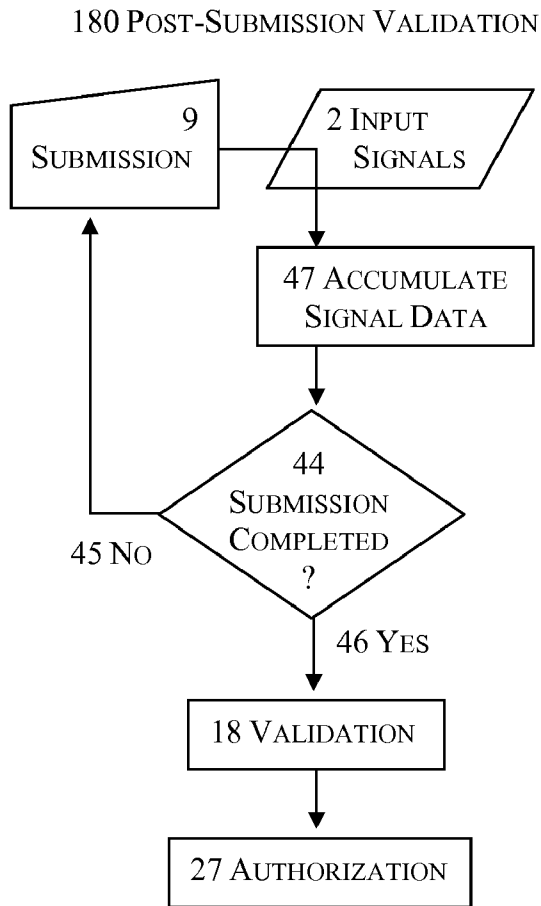 180 POST-SUBMISSION VALIDATION
9
SUBMISSION
2 INPUT
SIGNALS
47 ACCUMULATE
SIGNAL DATA
44
SUBMISSION
COMPLETED
?
45 NO
46 YES
18 VALIDATION
27 AUTHORIZATION